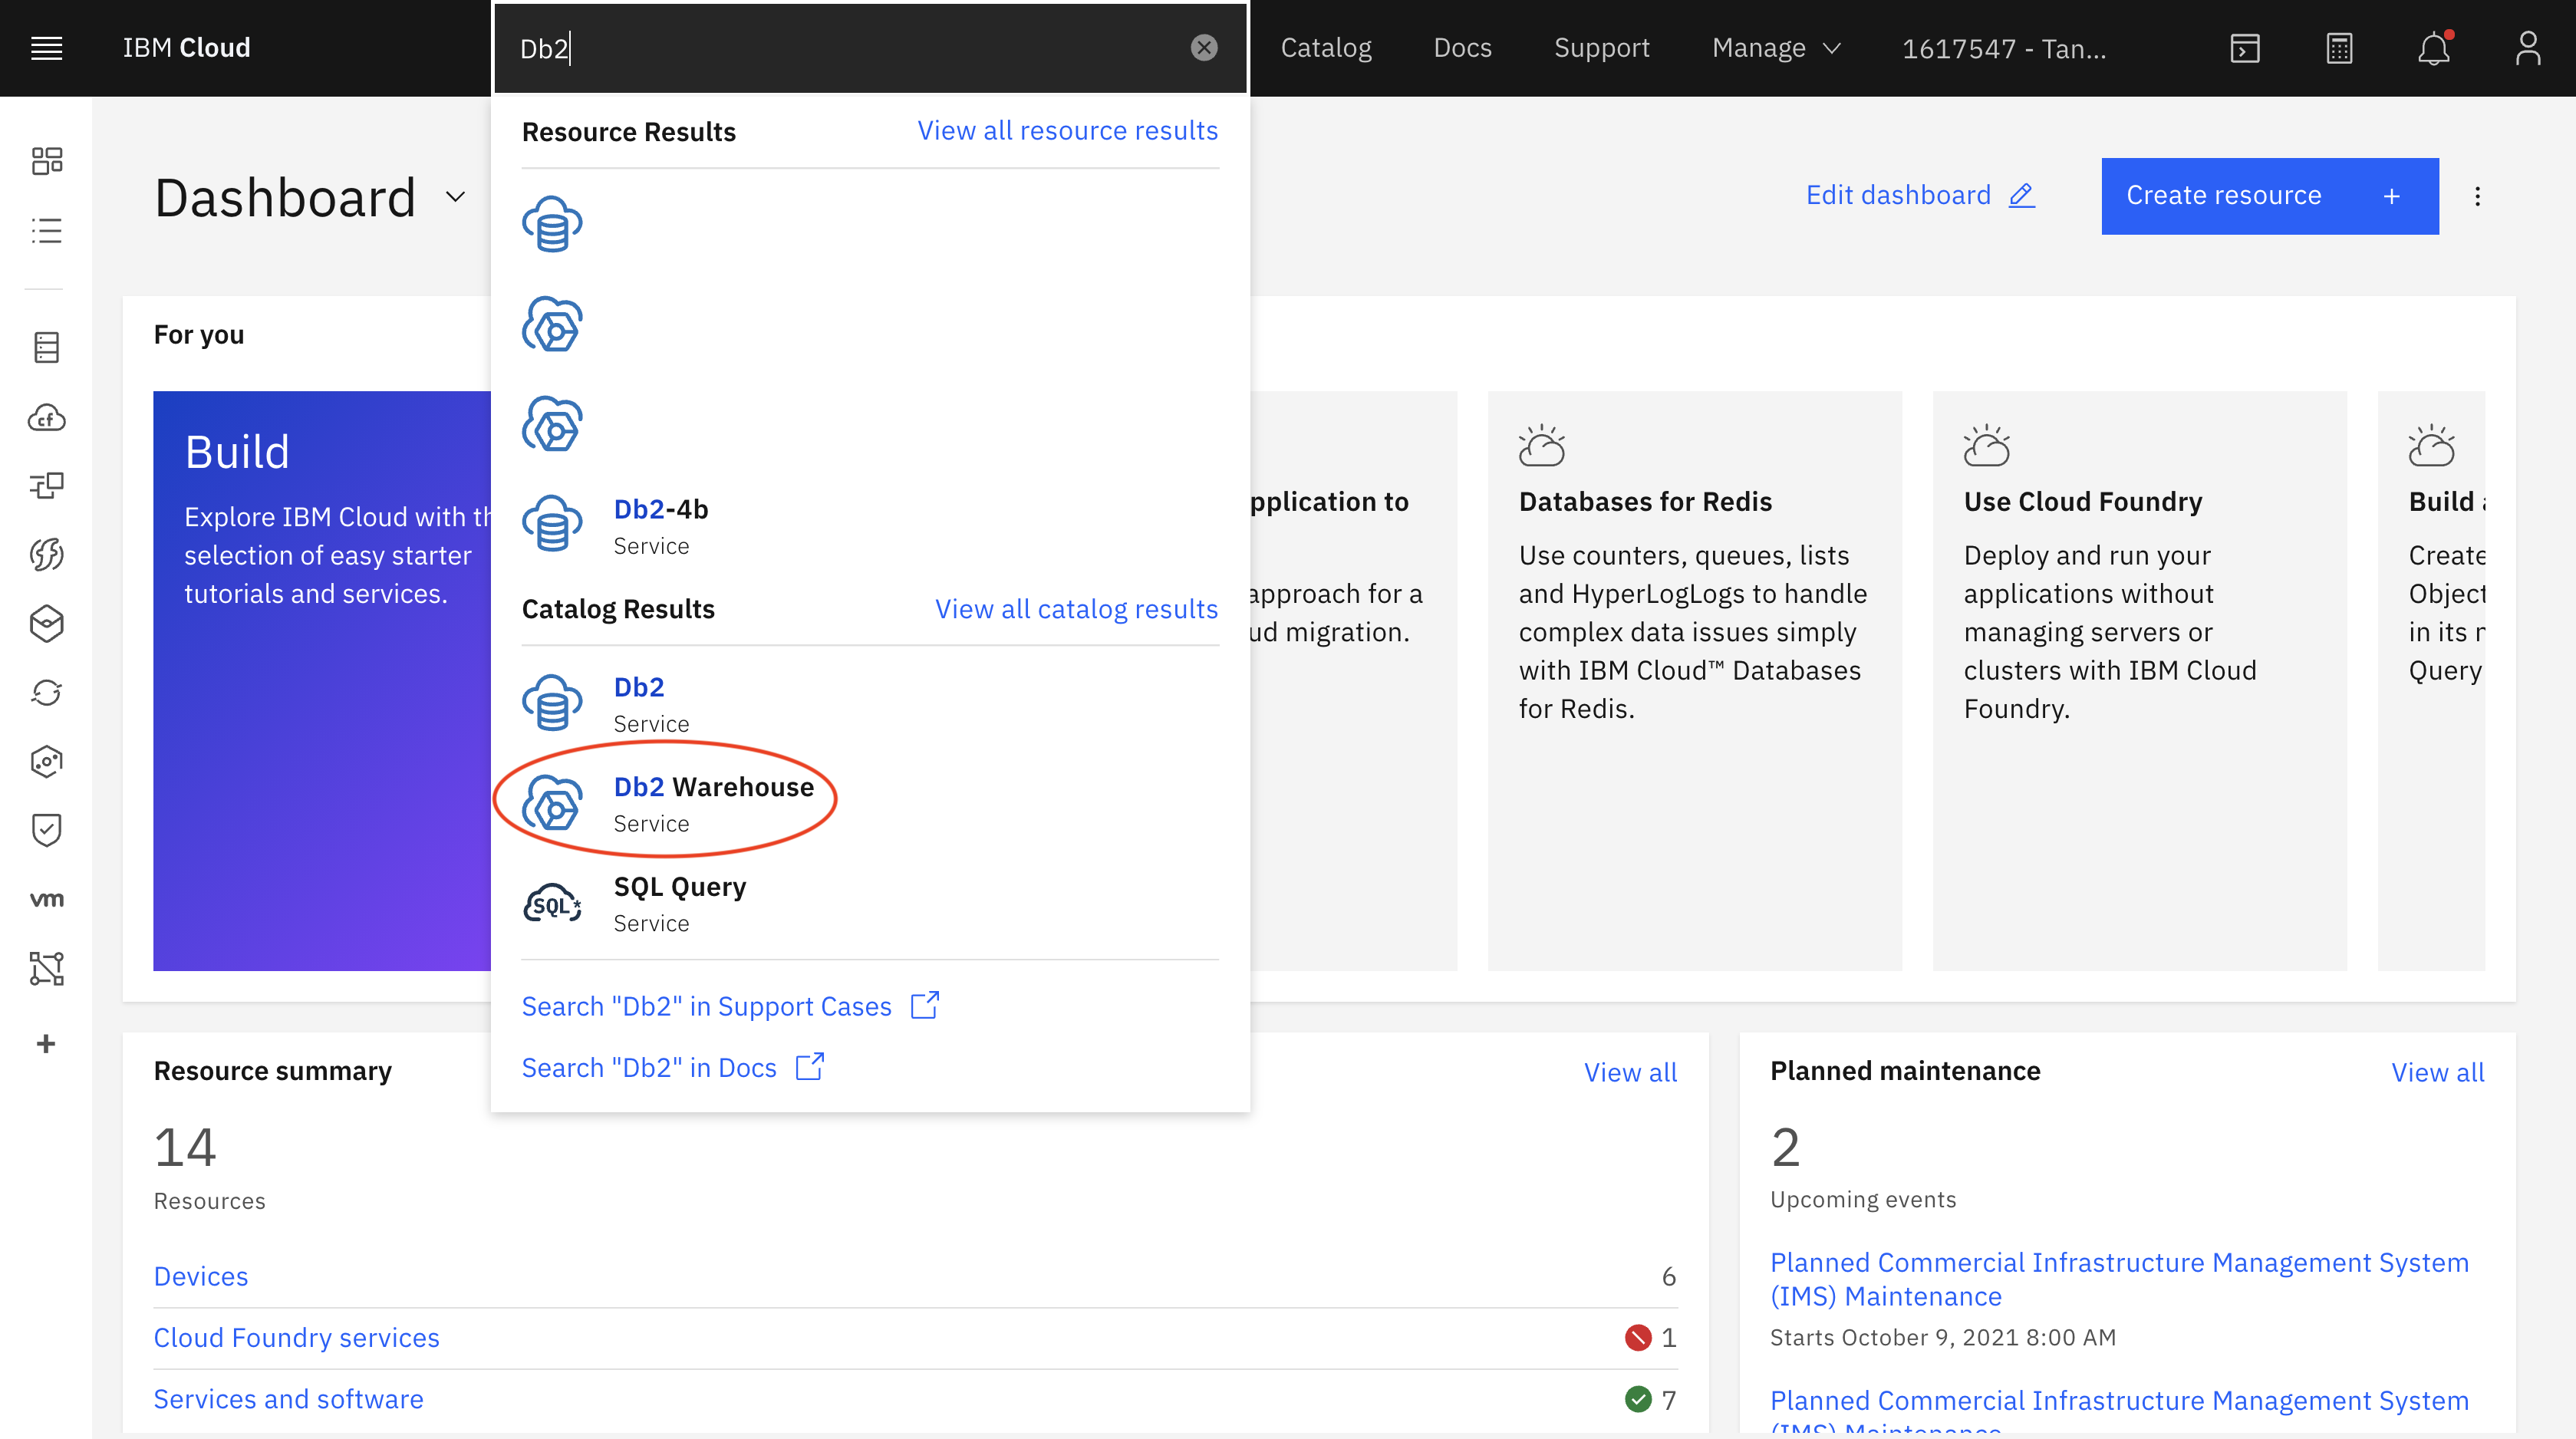 IBM Cloud
Db2
Catalog
Docs
Support
Manage
1617547 - Tan...
Dashboard
Edit dashboard
Create resource +
Resource Results
View all resource results
Db2-4b
Service
Catalog Results
View all catalog results
Db2
Service
Db2 Warehouse
Service
SQL*
SQL Query
Service
Search "Db2" in Support Cases
Search "Db2" in Docs
For you
Build
Explore IBM Cloud with th
selection of easy starter
tutorials and services.
pplication to
approach for a
ud migration.
Databases for Redis
Use counters, queues, lists
and HyperLogLogs to handle
complex data issues simply
with IBM Cloud™ Databases
for Redis.
Use Cloud Foundry
Deploy and run your
applications without
managing servers or
clusters with IBM Cloud
Foundry.
Build
Create
Object
in its
Query
cf
vm
Resource summary
View all
14
Resources
Devices
6
Cloud Foundry services
1
Services and software
7
Planned maintenance
View all
2
Upcoming events
Planned Commercial Infrastructure Management System
(IMS) Maintenance
Starts October 9, 2021 8:00 AM
Planned Commercial Infrastructure Management System
(IMS) Maintenance